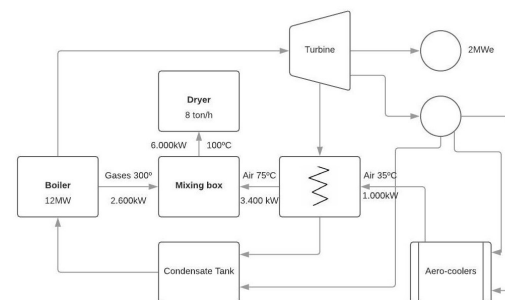 Turbine
2MWe
Dryer
8 ton/h
6.000kW 100ºC
Boiler
12MW
Gases 300º
2.600kW
Mixing box
Air 75ºC
3.400 kW
Air 35ºC
1.000kW
Condensate Tank
Aero-coolers